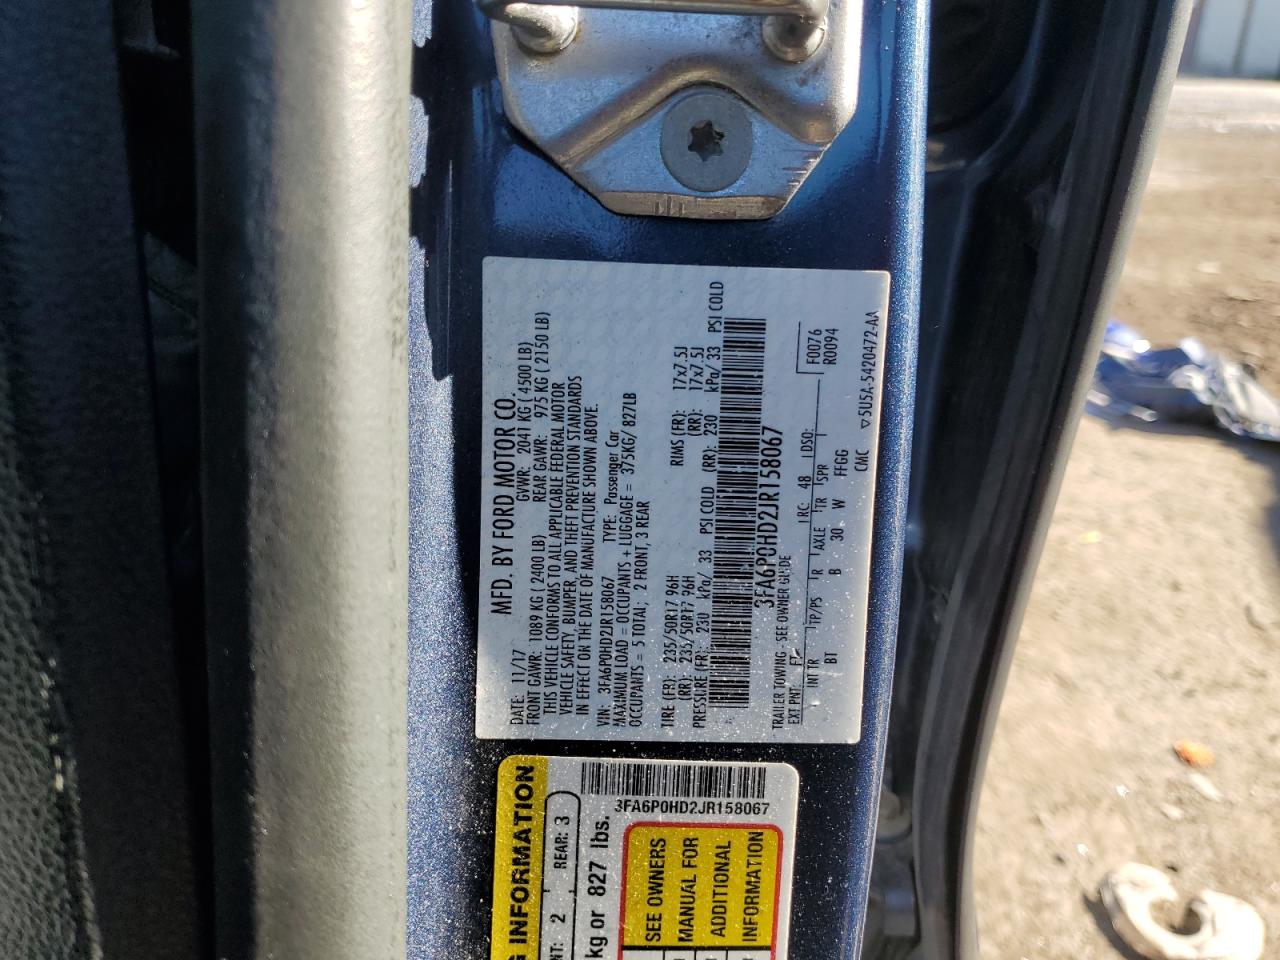 MFD. BY FORD MOTOR CO.
DATE: 11/17 GVWR: 2041 KG ( 4500 LB)
FRONT GAWR: 1089 KG ( 2400 LB) REAR GAWR: 975 KG ( 2150 LB)
THIS VEHICLE CONFORMS TO ALL APPLICABLE FEDERAL MOTOR
VEHICLE SAFETY, BUMPER, AND THEFT PREVENTION STANDARDS
IN EFFECT ON THE DATE OF MANUFACTURE SHOWN ABOVE.
VIN: 3FA6P0HD2JR158067 TYPE: Passenger Car
MAXIMUM LOAD = OCCUPANTS + LUGGAGE = 375KG/ 827LB
OCCUPANTS = 5 TOTAL; 2 FRONT, 3 REAR
TIRE (FR): 235/50R17 96H RIMS (FR): 17x7.5J
(RR): 235/50R17 96H (RR): 17x7.5J
PRESSURE (FR): 230 kPa/ 33 PSI COLD (RR): 230 kPa/ 33 PSI COLD
3FA6P0HD2JR158067
TRAILER TOWING - SEE OWNER GUIDE
EXT PNT: RC: 48 DSO: F0076
R0094
INT TR TP/PS R AXLE TR SPR
BT B 30 W FFGG
CMC ▽5U5A-5420472-AA
INFORMATION
2 REAR: 3
kg or 827 lbs.
3FA6P0HD2JR158067
SEE OWNERS
MANUAL FOR
ADDITIONAL
INFORMATION